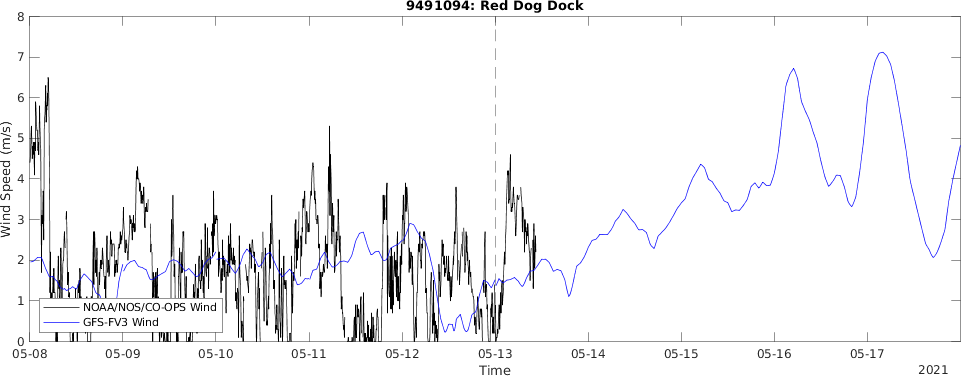 9491094: Red Dog Dock
8
7
6
5
4
3
2
1
0
Wind Speed (m/s)
NOAA/NOS/CO-OPS Wind
GFS-FV3 Wind
05-08 05-09 05-10 05-11 05-12 05-13 05-14 05-15 05-16 05-17
Time
2021